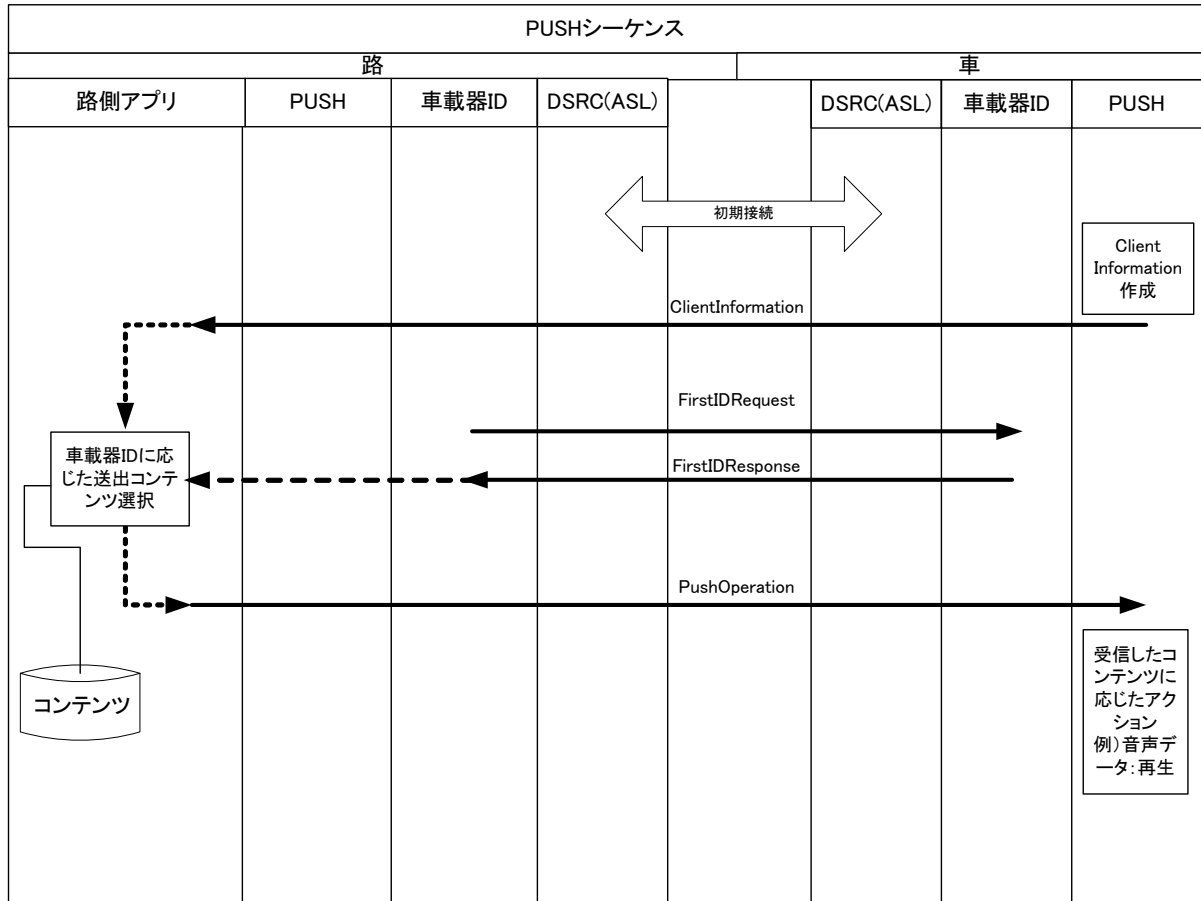 PUSHシーケンス
路
車
路側アプリ
PUSH
車載器ID
DSRC(ASL)
DSRC(ASL)
車載器ID
PUSH
初期接続
Client
Information
作成
ClientInformation
FirstIDRequest
車載器IDに応
じた送出コンテ
ンツ選択
FirstIDResponse
PushOperation
コンテンツ
受信したコ
ンテンツに
応じたアク
ション
例)音声デ
ータ:再生